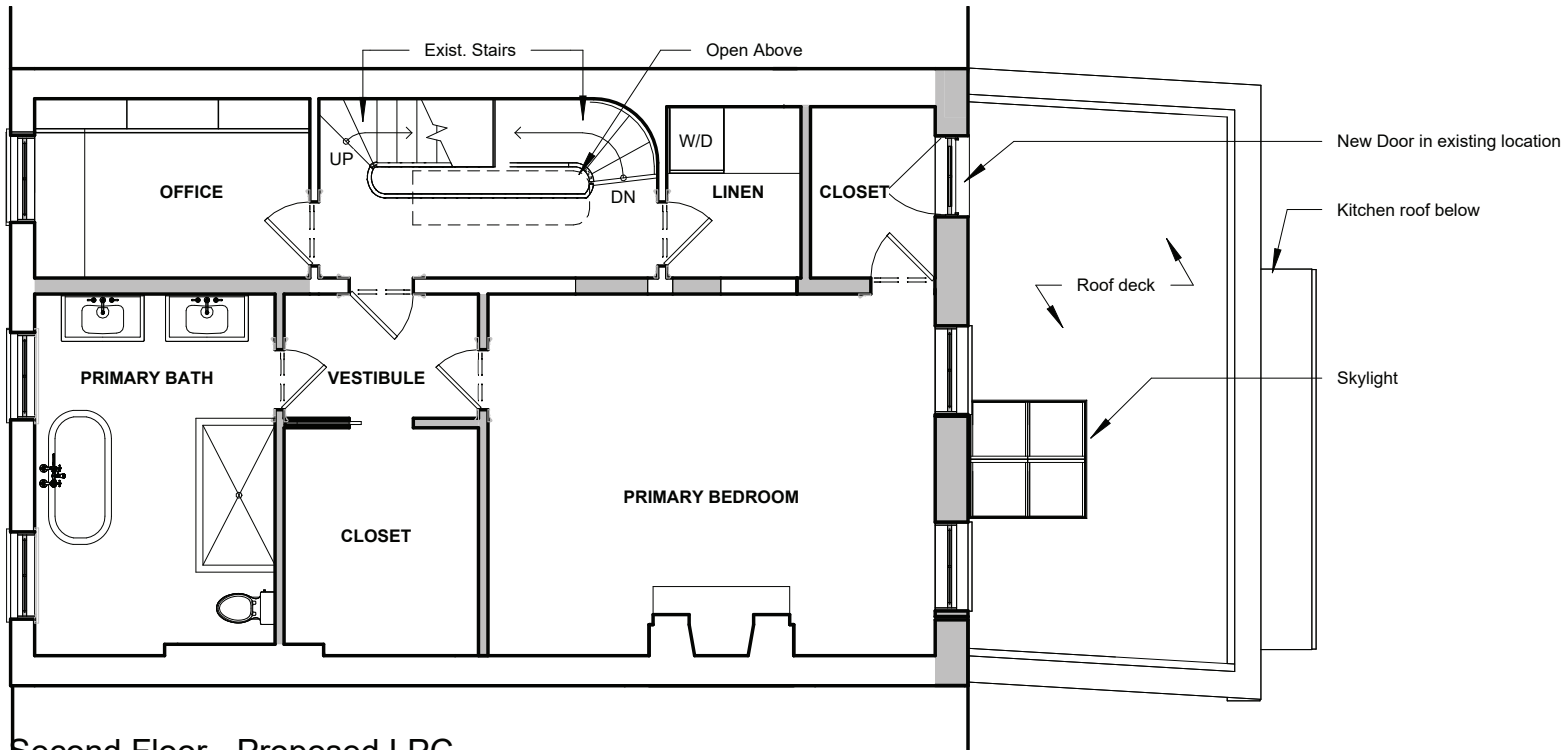 Exist. Stairs
Open Above
W/D
New Door in existing location
UP
OFFICE
DN
LINEN
CLOSET
Kitchen roof below
Roof deck
PRIMARY BATH
VESTIBULE
Skylight
PRIMARY BEDROOM
CLOSET
Second Floor - Proposed LPC